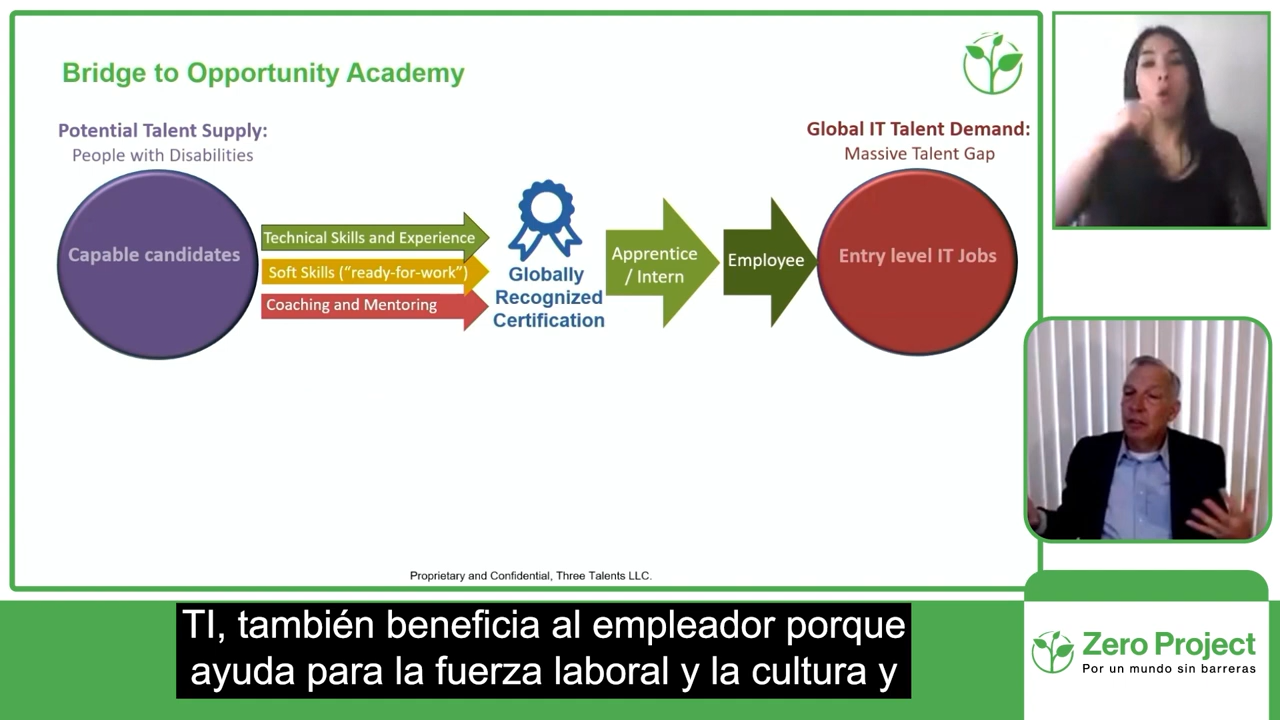 Bridge to Opportunity Academy
Potential Talent Supply:
People with Disabilities
Capable candidates
Technical Skills and Experience
Soft Skills (“ready-for-work”)
Coaching and Mentoring
Globally
Recognized
Certification
Apprentice
/ Intern
Employee
Global IT Talent Demand:
Massive Talent Gap
Entry level IT Jobs
Proprietary and Confidential, Three Talents LLC.
TI, también beneficia al empleador porque
ayuda para la fuerza laboral y la cultura y
Zero Project
Por un mundo sin barreras